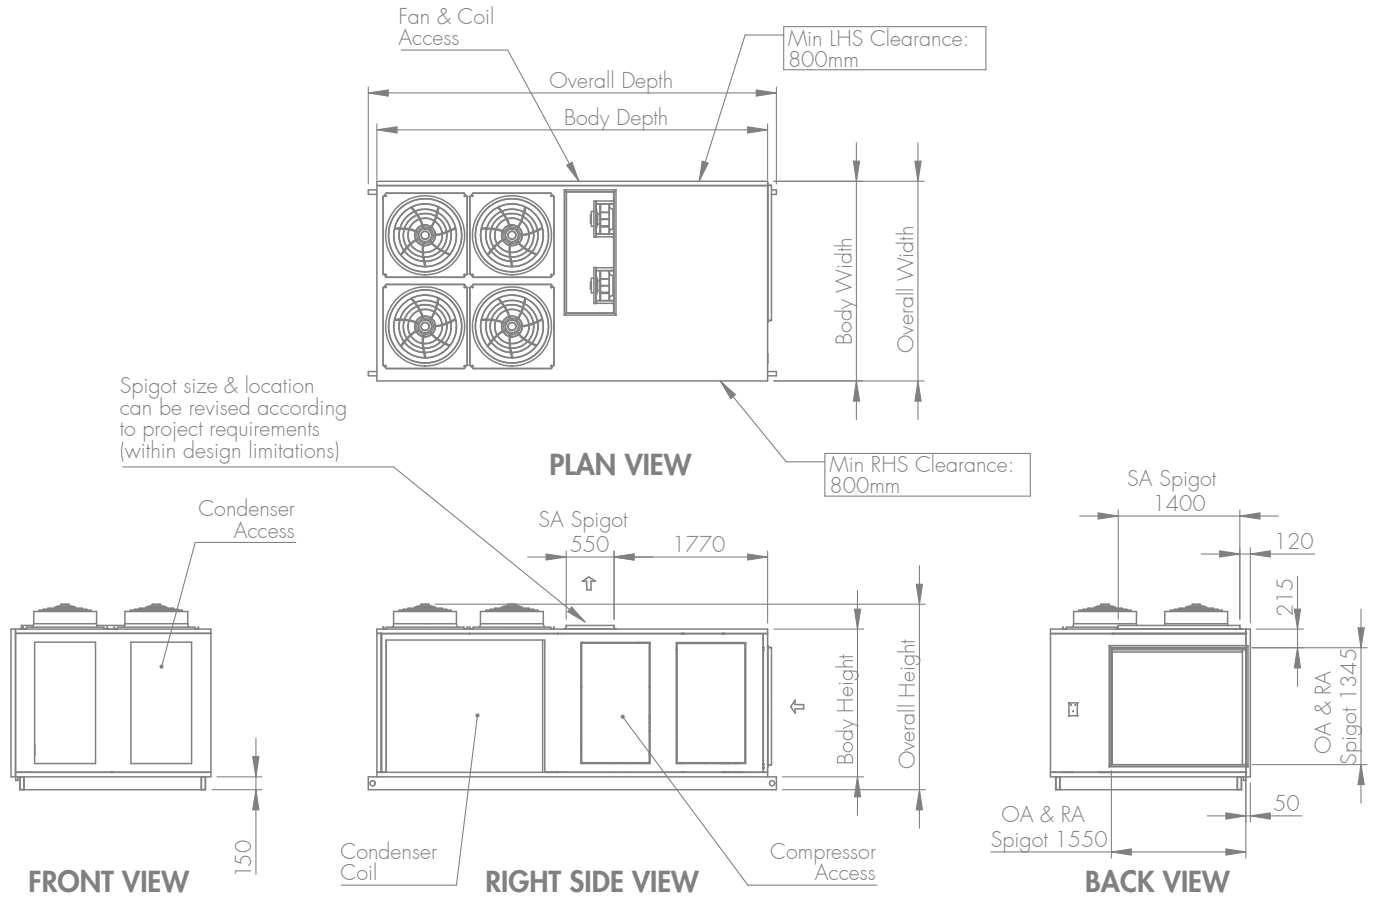 Fan & Coil
Access
Min LHS Clearance:
800mm
Overall Depth
Body Depth
Body Width
Overall Width
Spigot size & location
can be revised according
to project requirements
(within design limitations)
PLAN VIEW
Min RHS Clearance:
800mm
Condenser
Access
SA Spigot
550
1770
SA Spigot
1400
120
215
Body Height
Overall Height
OA & RA
Spigot 1345
150
50
OA & RA
Spigot 1550
Condenser
Coil
Compressor
Access
FRONT VIEW
RIGHT SIDE VIEW
BACK VIEW